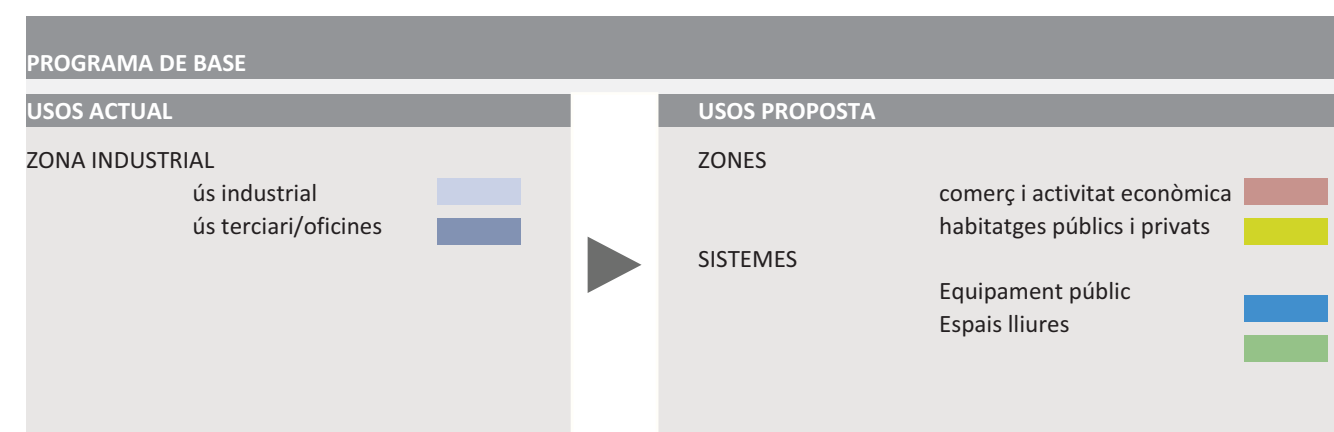 PROGRAMA DE BASE
USOS ACTUAL
ZONA INDUSTRIAL
ús industrial
ús terciari/oficines
USOS PROPOSTA
ZONES
comerç i activitat econòmica
habitatges públics i privats
SISTEMES
Equipament públic
Espais lliures